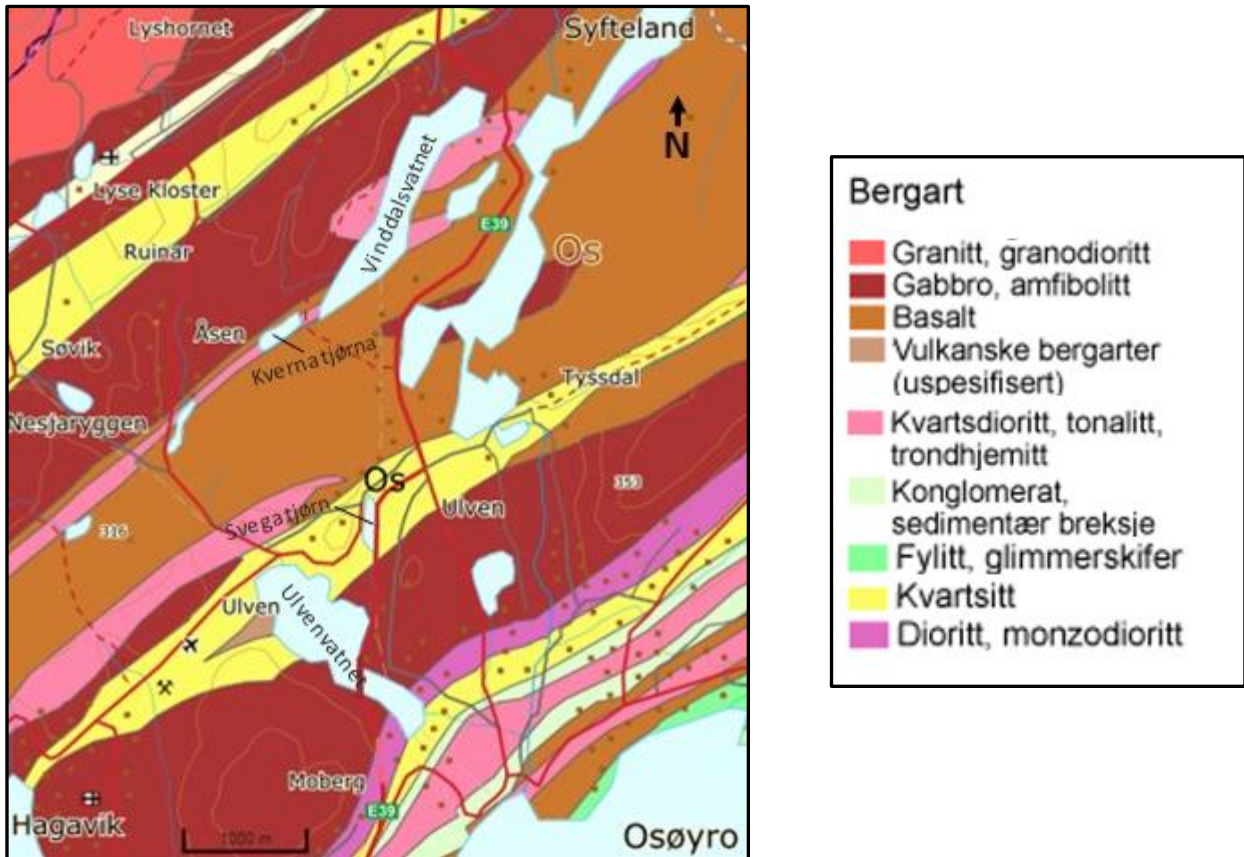 Lyshornet
Syfteland
N
Lyse Kloster
Ruinar
Vinddalsvatnet
E39
Os
Åsen
Kvernatjørna
Søvik
Tyssdal
Nesjaryggen
Os
353
Svegatjørn
Ulven
316
Ulven
Ulvenvatnet
Moberg
E39
Hagavik
1000 m
Osøyro
Bergart
Granitt, granodioritt
Gabbro, amfibolitt
Basalt
Vulkanske bergarter
(uspesifisert)
Kvartsdioritt, tonalitt,
trondhjemitt
Konglomerat,
sedimentær breksje
Fylitt, glimmerskifer
Kvartsitt
Dioritt, monzodioritt